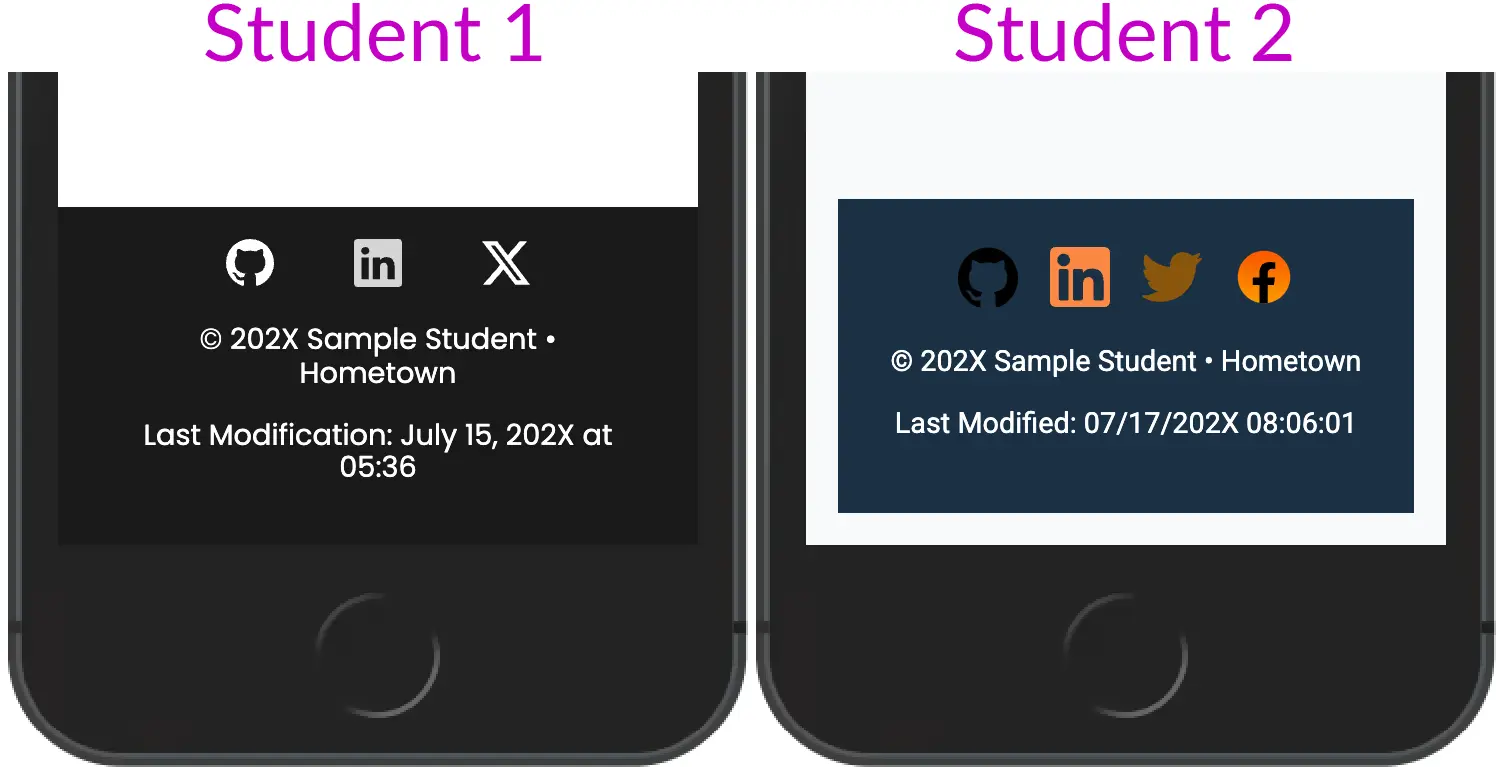 Student 1
© 202X Sample Student •
Hometown
Last Modification: July 15, 202X at
05:36
Student 2
© 202X Sample Student • Hometown
Last Modified: 07/17/202X 08:06:01